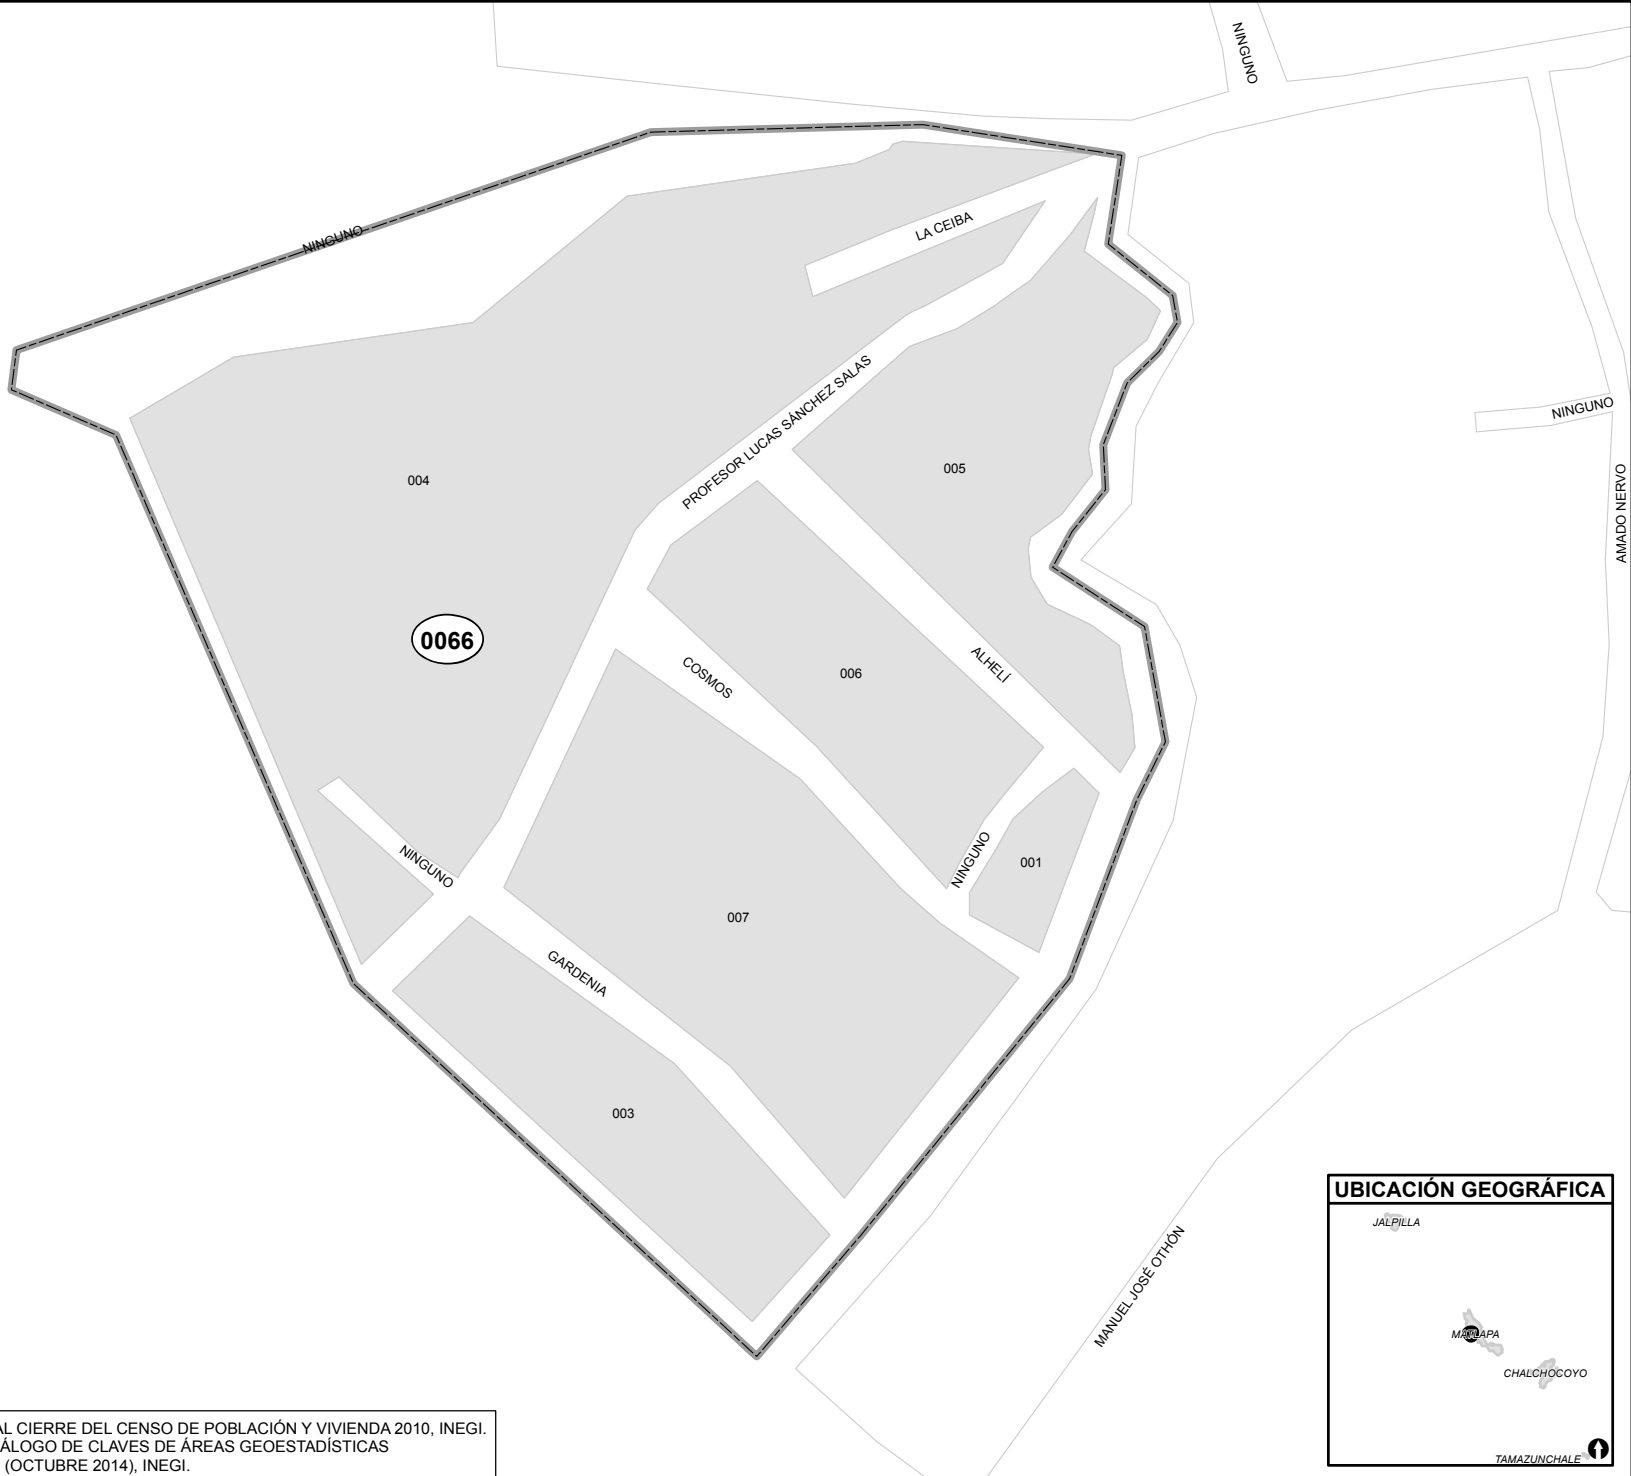 NINGUNO
NINGUNO
LA CEIBA
PROFESOR LUCAS SÁNCHEZ SALAS
NINGUNO
AMADO NERVO
004
005
0066
COSMOS
006
ALHELÍ
NINGUNO
NINGUNO
001
007
GARDENIA
003
MANUEL JOSÉ OTHÓN
UBICACIÓN GEOGRÁFICA
JALPILLA
MATLAPA
CHALCHOCOYO
TAMAZUNCHALE
AL CIERRE DEL CENSO DE POBLACIÓN Y VIVIENDA 2010, INEGI.
ÁLOGO DE CLAVES DE ÁREAS GEOESTADÍSTICAS
(OCTUBRE 2014), INEGI.